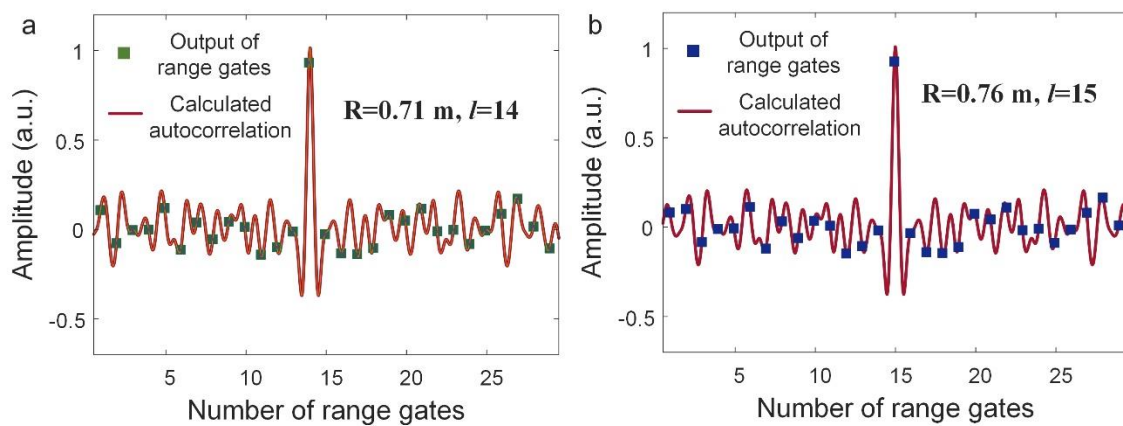 a
Output of
range gates
Calculated
autocorrelation
R=0.71 m, l=14
Amplitude (a.u.)
1
0.5
0
-0.5
5
10
15
20
25
Number of range gates
b
Output of
range gates
Calculated
autocorrelation
R=0.76 m, l=15
Amplitude (a.u.)
1
0.5
0
-0.5
5
10
15
20
25
Number of range gates